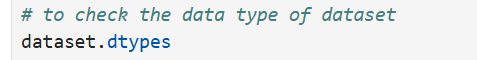 # to check the data type of dataset
dataset.dtypes